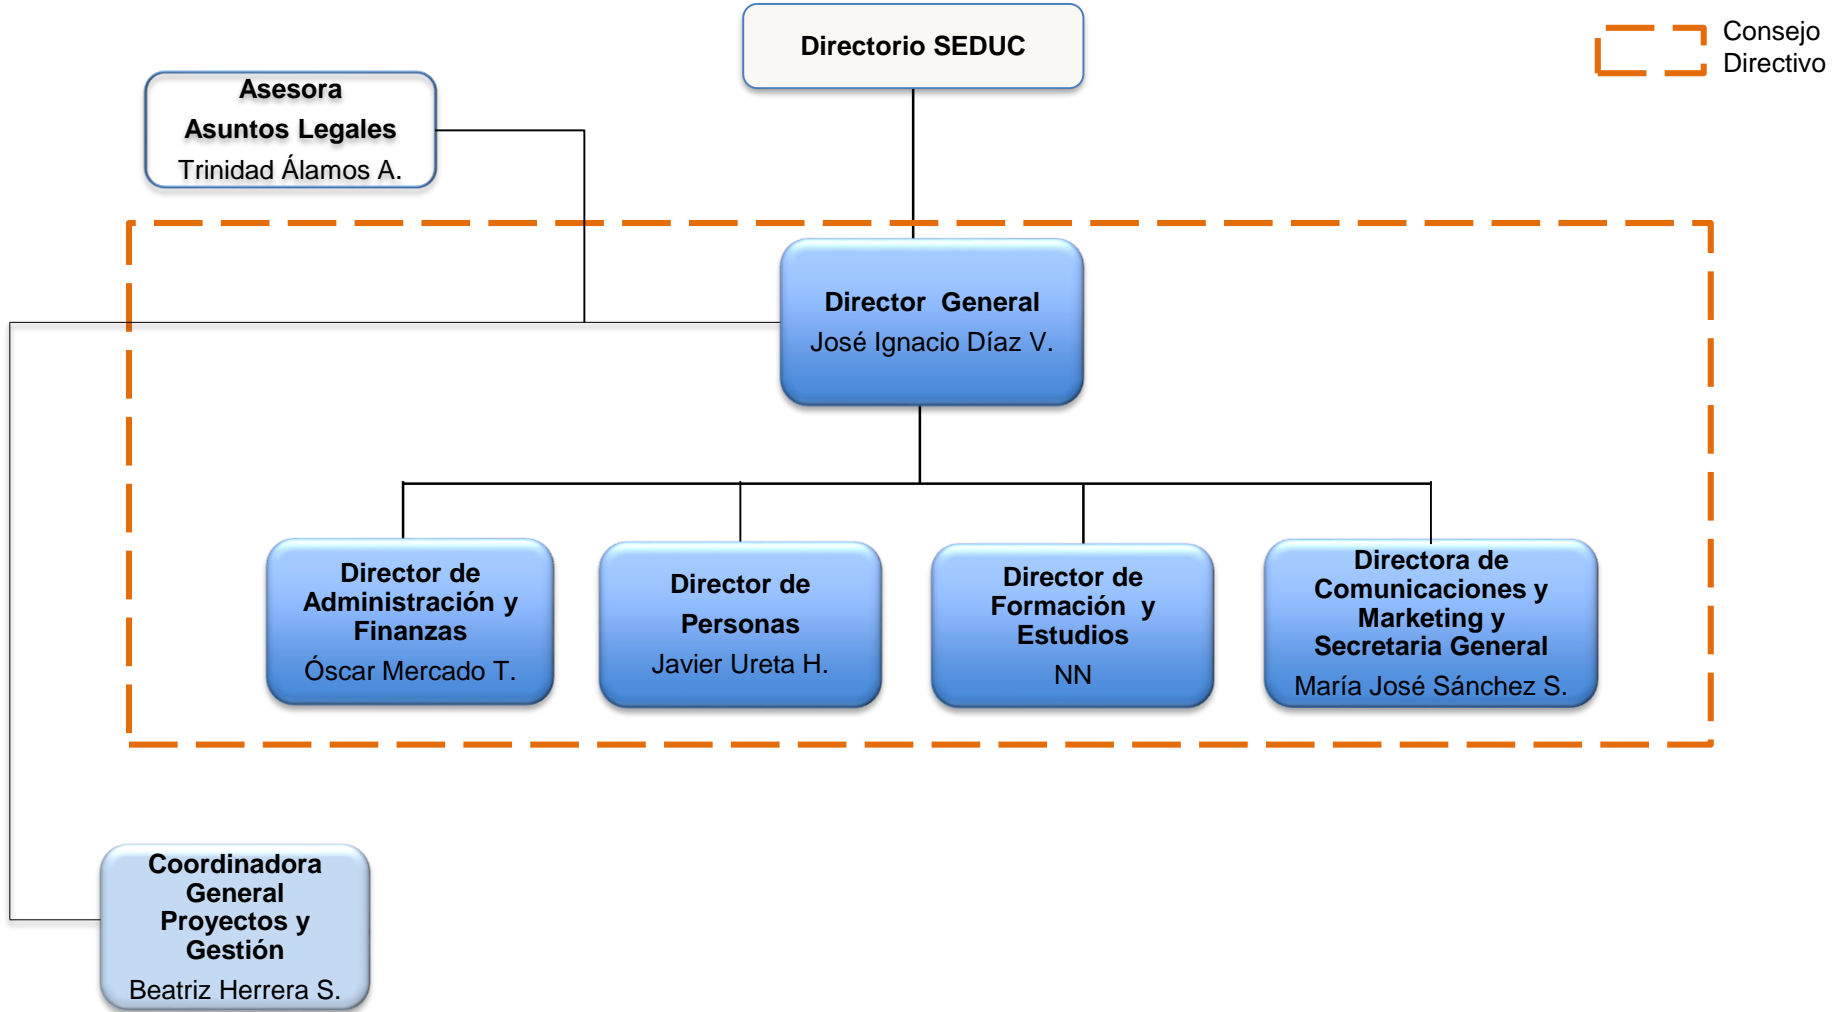 Directorio SEDUC
Consejo
Directivo
Asesora
Asuntos Legales
Trinidad Álamos A.
Director General
José Ignacio Díaz V.
Director de
Administración y
Finanzas
Óscar Mercado T.
Director de
Personas
Javier Ureta H.
Director de
Formación y
Estudios
NN
Directora de
Comunicaciones y
Marketing y
Secretaria General
María José Sánchez S.
Coordinadora
General
Proyectos y
Gestión
Beatriz Herrera S.